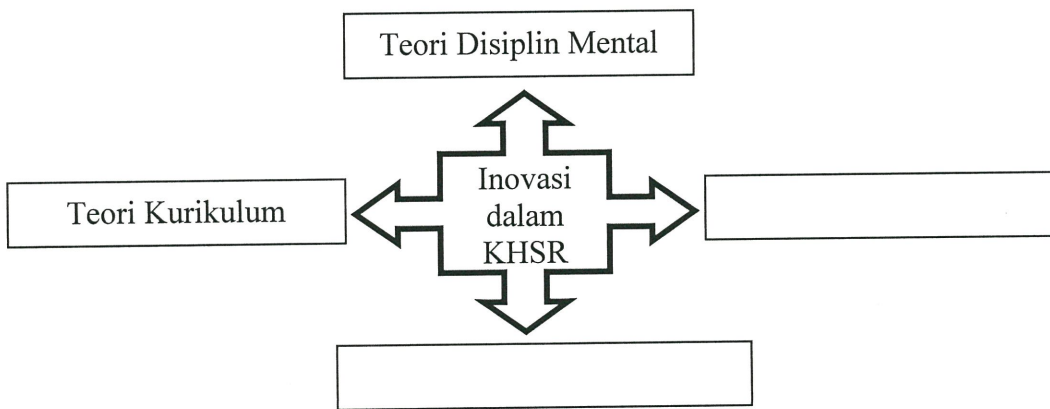 Teori Disiplin Mental
Teori Kurikulum
Inovasi
dalam
KHSR